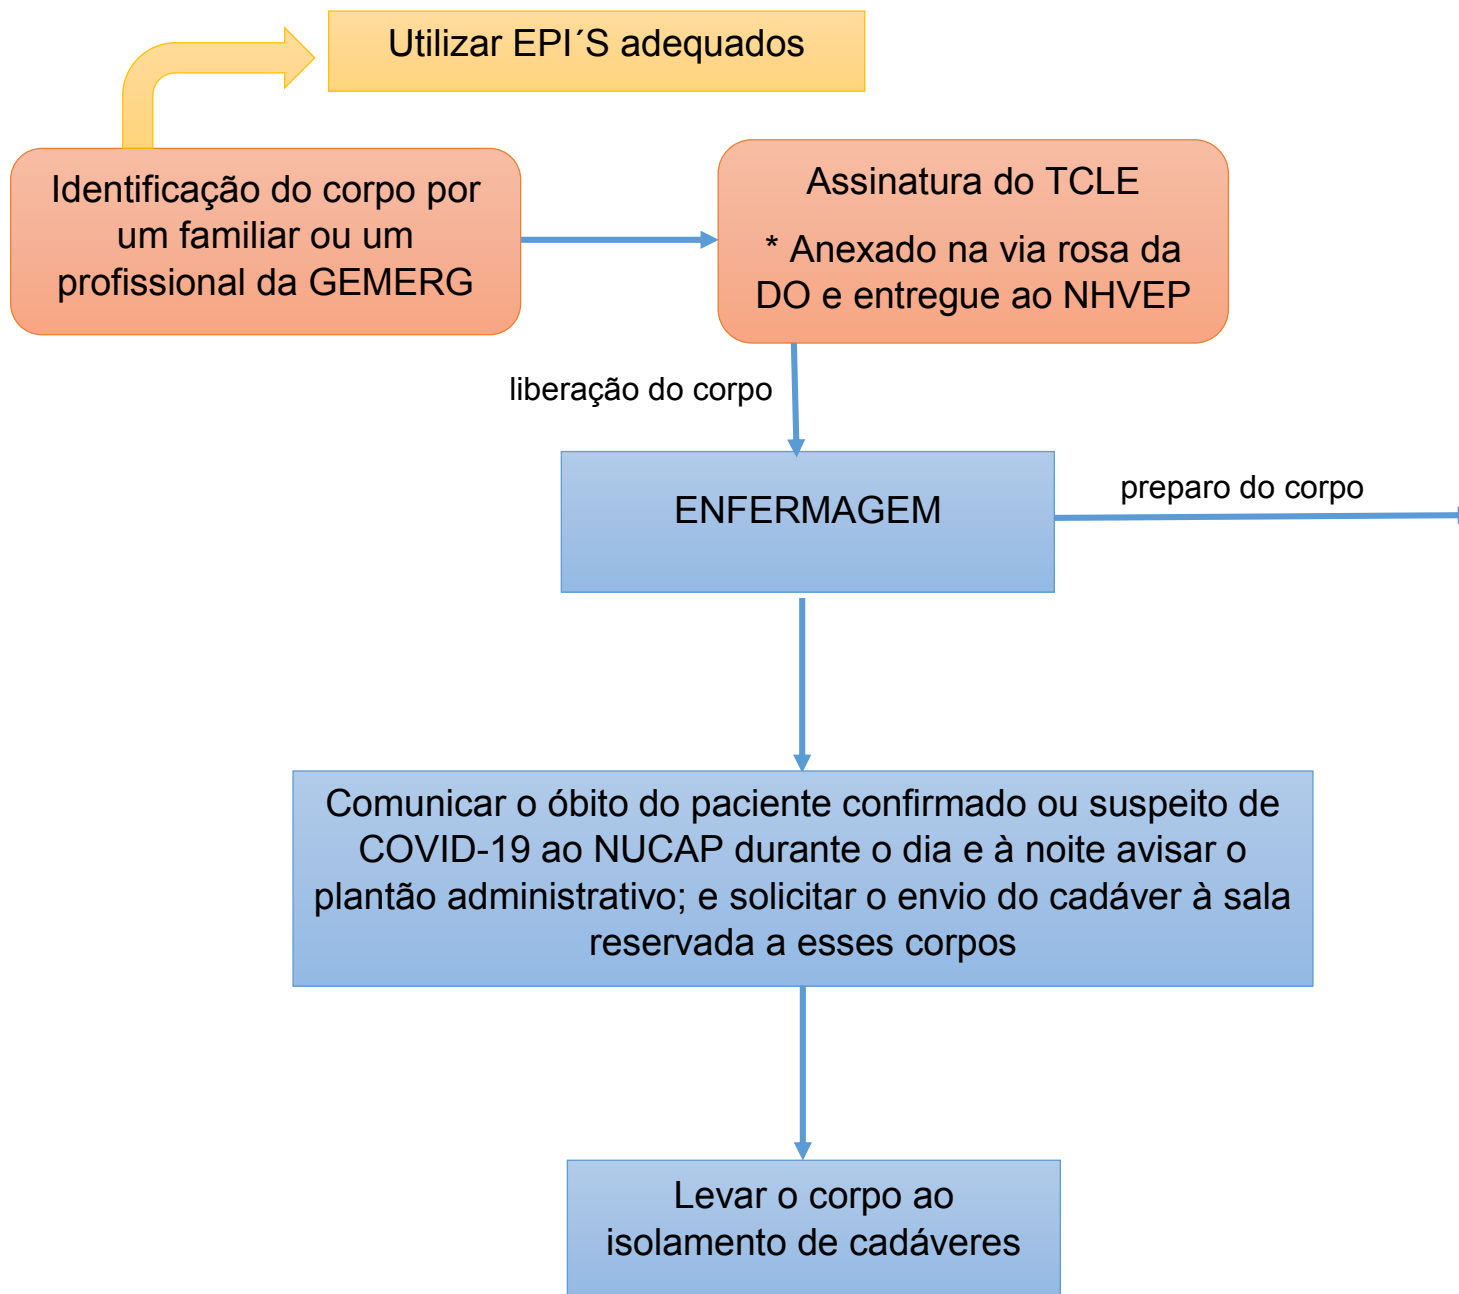 Utilizar EPI´S adequados
Identificação do corpo por
um familiar ou um
profissional da GEMERG
Assinatura do TCLE
* Anexado na via rosa da
DO e entregue ao NHVEP
liberação do corpo
ENFERMAGEM
preparo do corpo
Comunicar o óbito do paciente confirmado ou suspeito de
COVID-19 ao NUCAP durante o dia e à noite avisar o
plantão administrativo; e solicitar o envio do cadáver à sala
reservada a esses corpos
Levar o corpo ao
isolamento de cadáveres